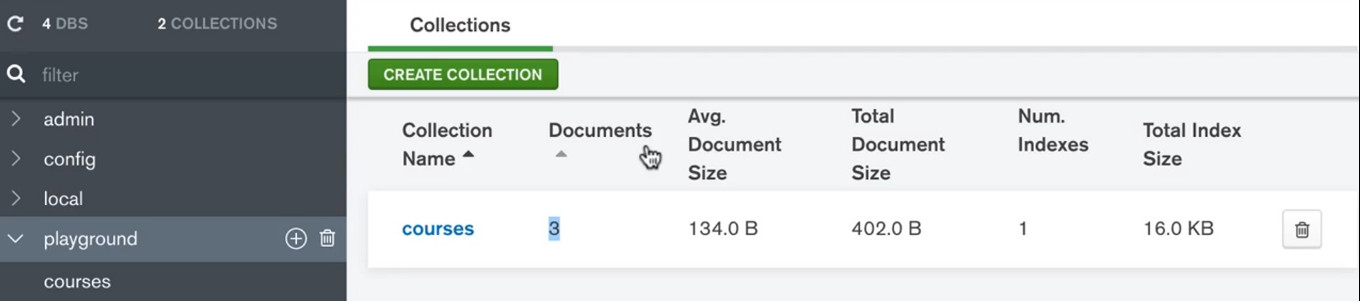 4 DBS 2 COLLECTIONS
filter
admin
config
local
playground
courses
Collections
CREATE COLLECTION
Collection Name
Documents
Avg. Document Size
Total Document Size
Num. Indexes
Total Index Size
courses 3 134.0 B 402.0 B 1 16.0 KB